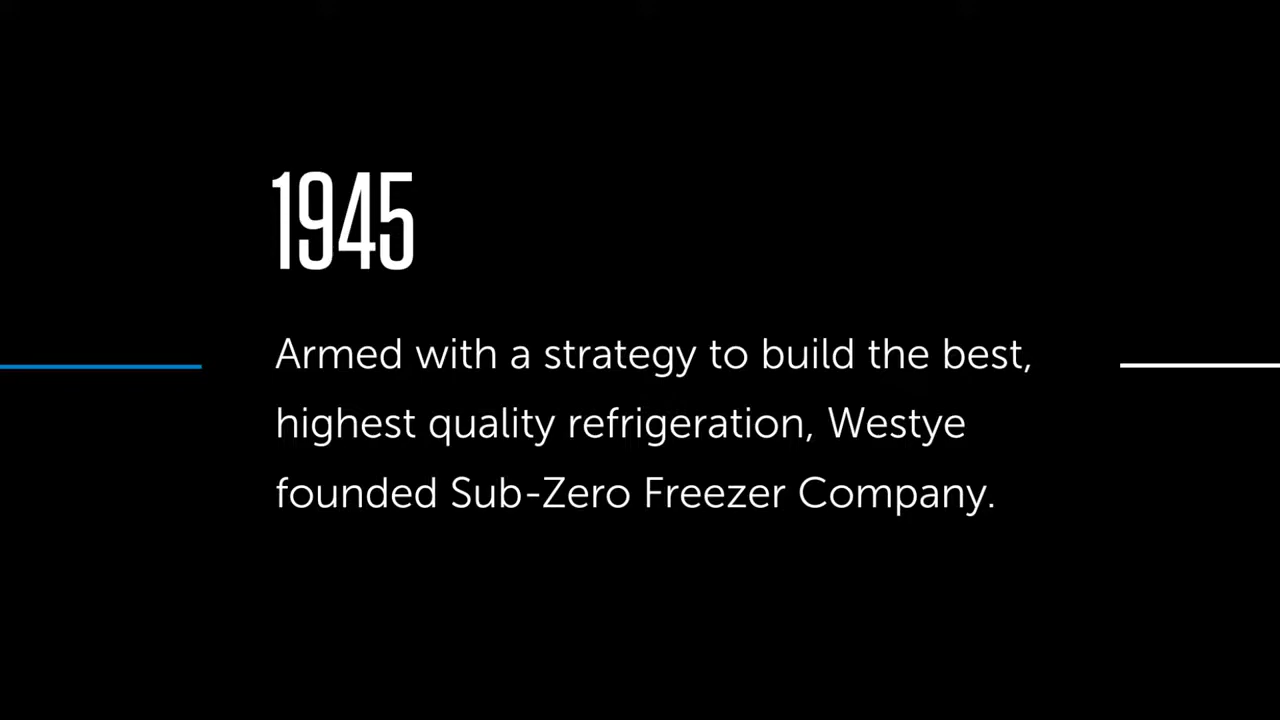 1945
Armed with a strategy to build the best,
highest quality refrigeration, Westye
founded Sub-Zero Freezer Company.